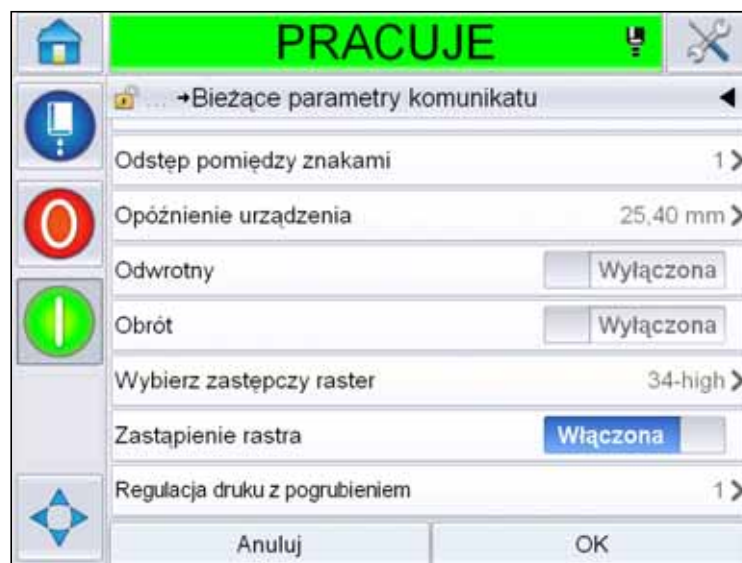 PRACUJE
... →Bieżące parametry komunikatu
Odstęp pomiędzy znakami 1
Opóźnienie urządzenia 25,40 mm
Odwrotny Wyłączona
Obrót Wyłączona
Wybierz zastępczy raster 34-high
Zastąpienie rastra Włączona
Regulacja druku z pogrubieniem 1
Anuluj OK